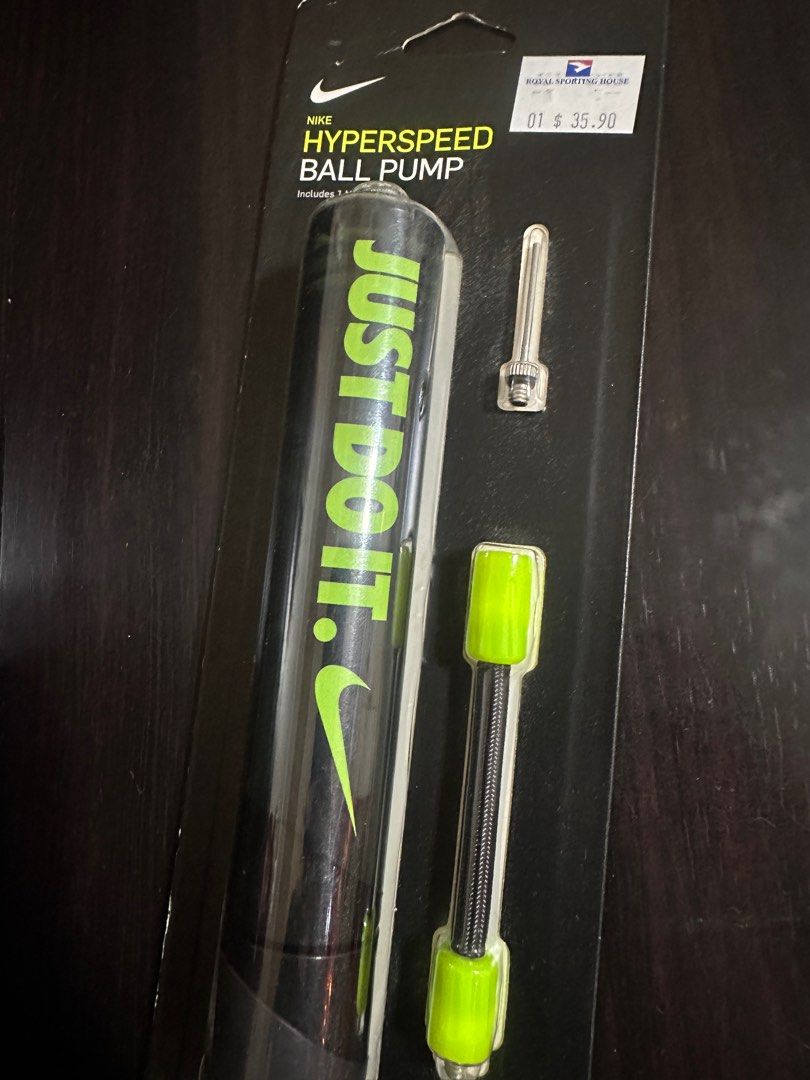 NIKE
HYPERSPEED
BALL PUMP
Includes 1
ROYAL SPORTING HOUSE
01 $ 35.90
JUST DO IT.